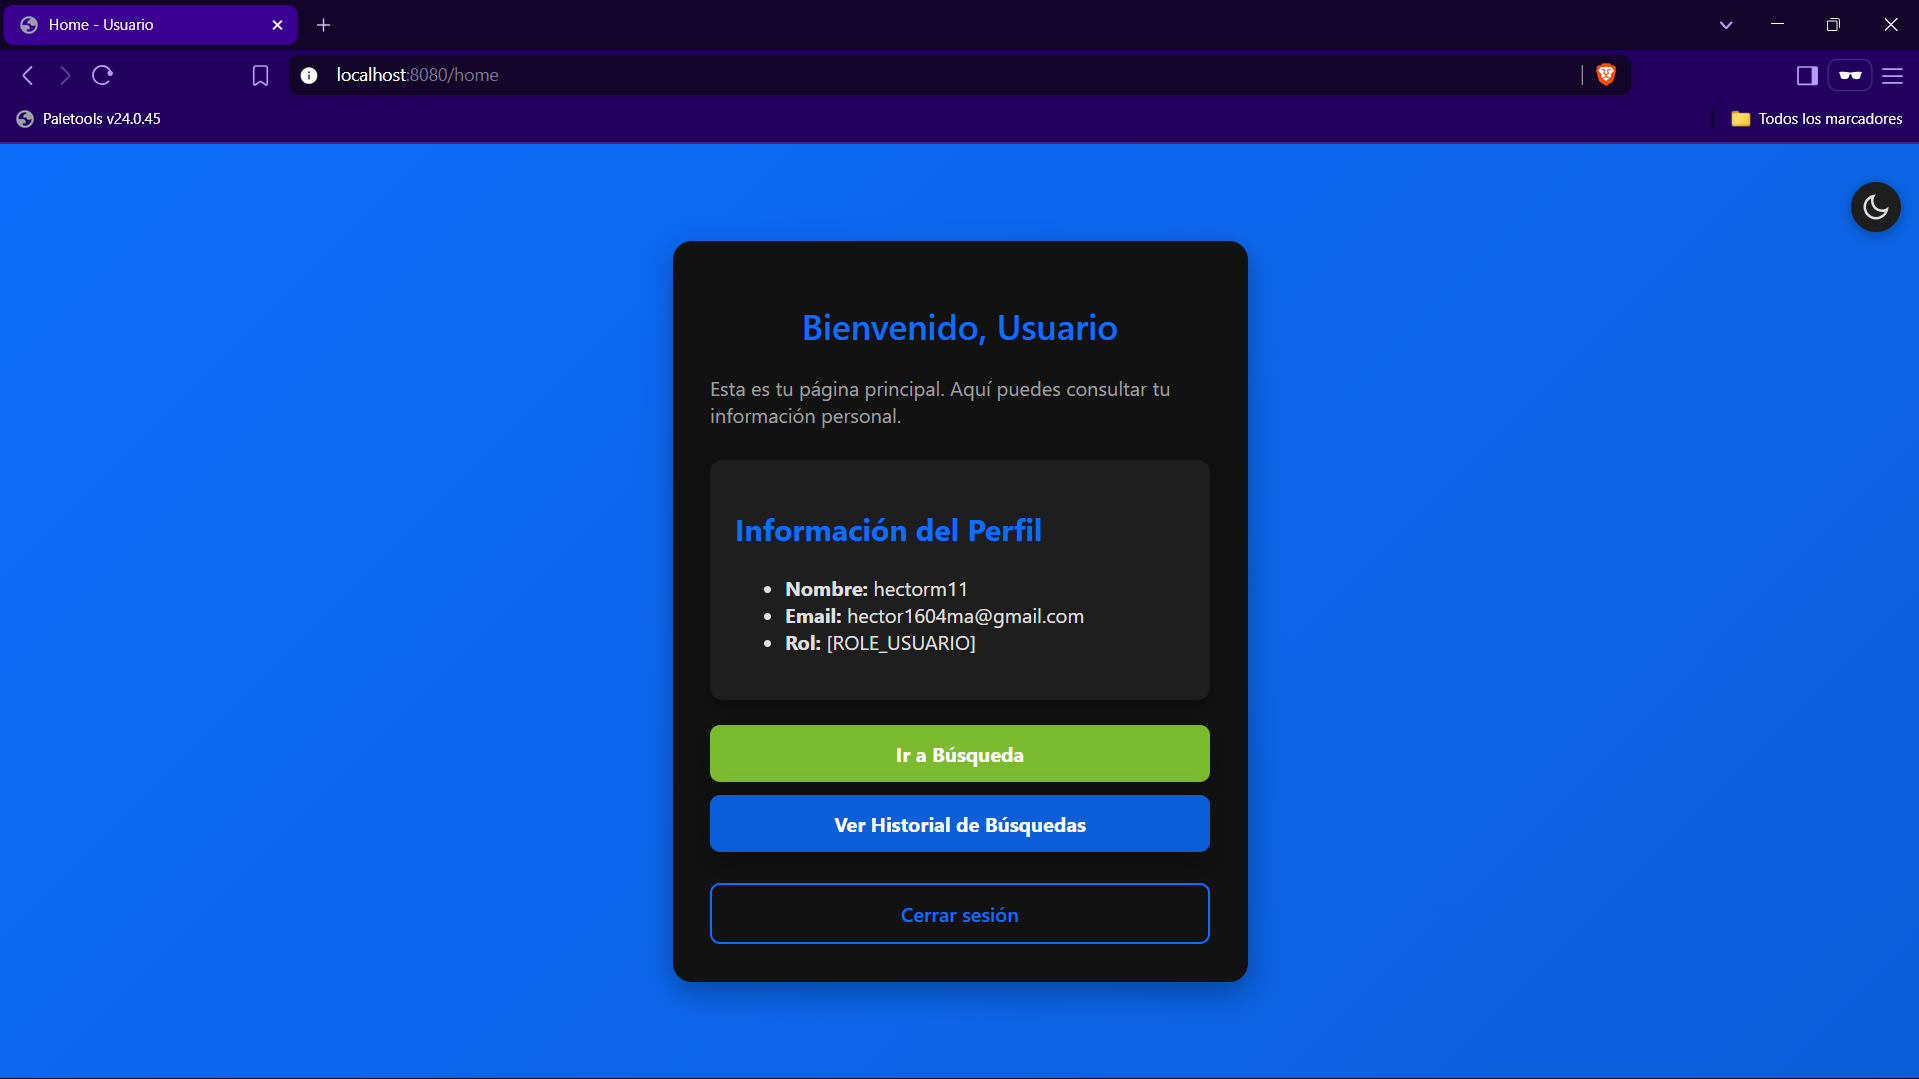 Home - Usuario
localhost:8080/home
Paletools v24.0.45
Todos los marcadores
Bienvenido, Usuario
Esta es tu página principal. Aquí puedes consultar tu
información personal.
Información del Perfil
Nombre: hectorm11
Email: hector1604ma@gmail.com
Rol: [ROLE_USUARIO]
Ir a Búsqueda
Ver Historial de Búsquedas
Cerrar sesión